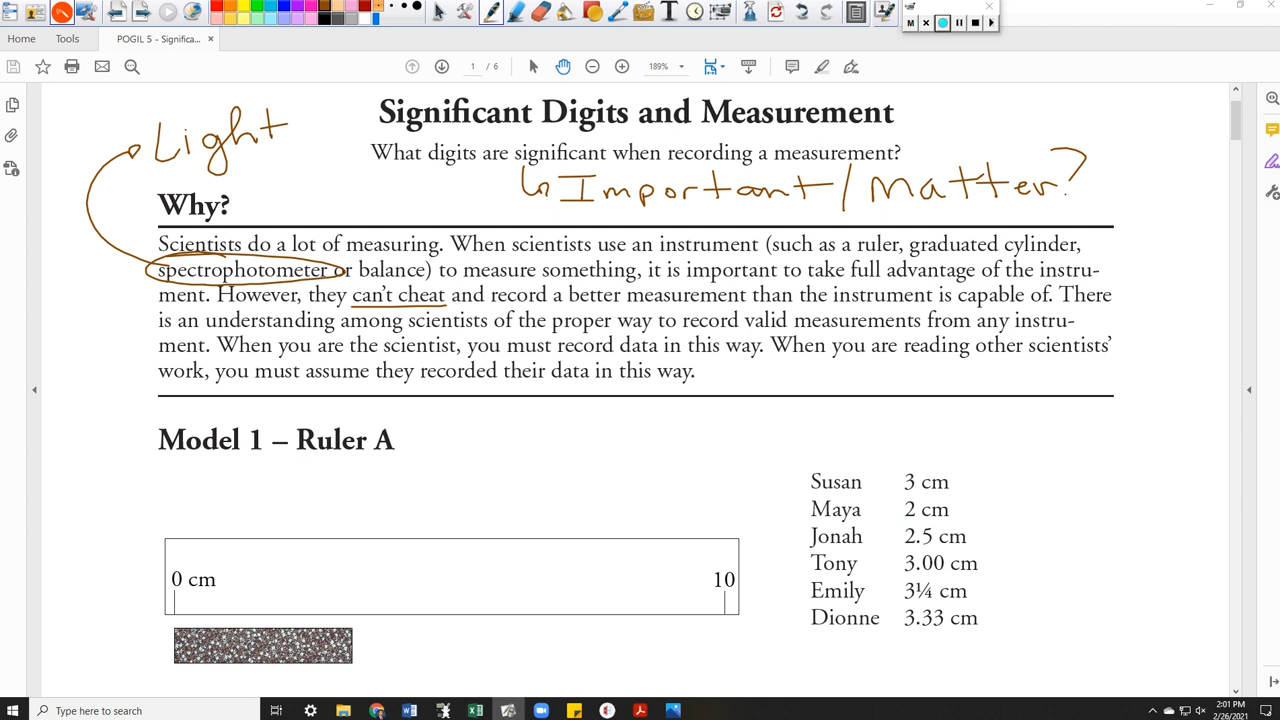 M
Home
Tools
POGIL 5 - Significa...
1 / 6
189%
Significant Digits and Measurement
Light
What digits are significant when recording a measurement?
Important/Matter?
Why?
Scientists do a lot of measuring. When scientists use an instrument (such as a ruler, graduated cylinder,
spectrophotometer or balance) to measure something, it is important to take full advantage of the instru-
ment. However, they can't cheat and record a better measurement than the instrument is capable of. There
is an understanding among scientists of the proper way to record valid measurements from any instru-
ment. When you are the scientist, you must record data in this way. When you are reading other scientists'
work, you must assume they recorded their data in this way.
Model 1 – Ruler A
Susan 3 cm
Maya 2 cm
Jonah 2.5 cm
Tony 3.00 cm
Emily 3¼ cm
Dionne 3.33 cm
0 cm 10
Type here to search
2:01 PM
2/26/2021